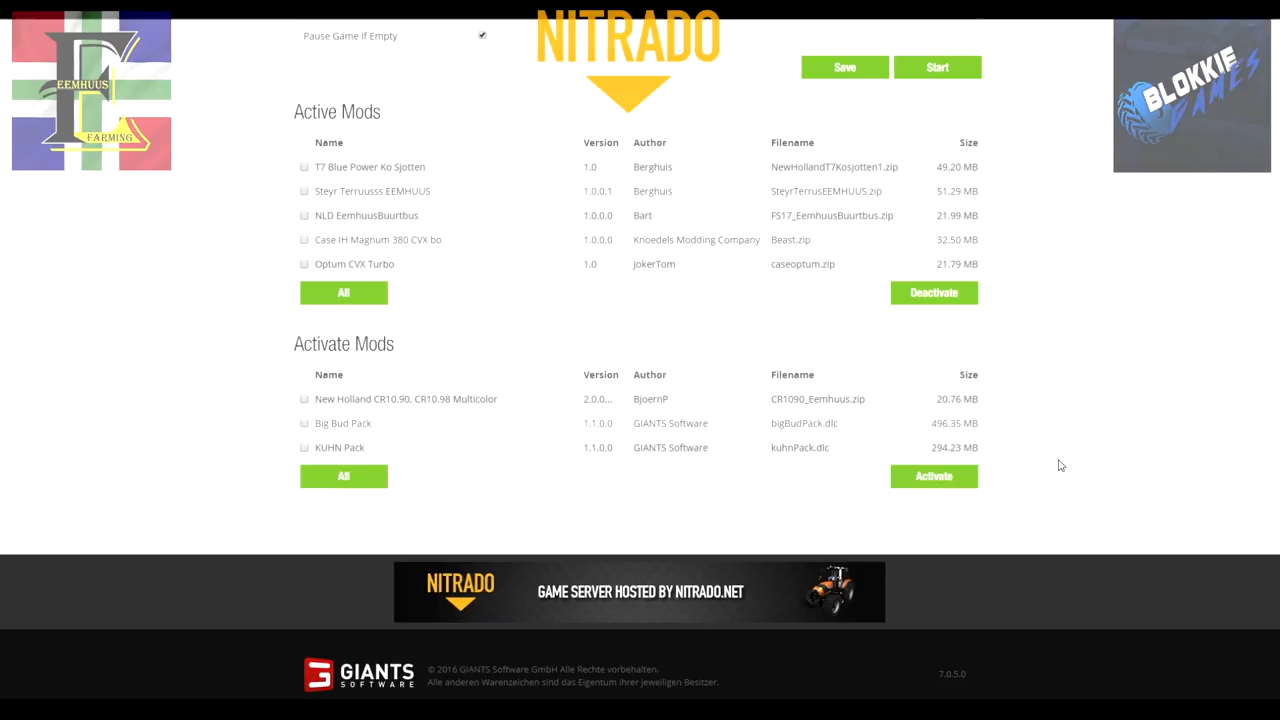 Pause Game If Empty
NITRADO
Save Start
EEMHUUS
FARMING
BLOKKIE
GAMES
Active Mods
Name Version Author Filename Size
T7 Blue Power Ko Sjotten 1.0 Berghuis NewHollandT7Kosjotten1.zip 49.20 MB
Steyr Terruusss EEMHUUS 1.0.0.1 Berghuis SteyrTerrusEEMHUUS.zip 51.29 MB
NLD EemhuusBuurtbus 1.0.0.0 Bart FS17_EemhuusBuurtbus.zip 21.99 MB
Case iH Magnum 380 CVX bo 1.0.0.0 Knoedels Modding Company Beast.zip 32.50 MB
Optum CVX Turbo 1.0 JokerTom caseoptum.zip 21.79 MB
All Deactivate
Activate Mods
Name Version Author Filename Size
New Holland CR10.90. CR10.98 Multicolor 2.0.0... BjoernP CR1090_Eemhuus.zip 20.76 MB
Big Bud Pack 1.1.0.0 GIANTS Software bigBudPack.dlc 496.35 MB
KUHN Pack 1.1.0.0 GIANTS Software kuhnPack.dlc 294.23 MB
All Activate
NITRADO GAME SERVER HOSTED BY NITRADO.NET
GIANTS SOFTWARE
© 2016 GIANTS Software GmbH Alle Rechte vorbehalten.
Alle anderen Warenzeichen sind das Eigentum ihrer jeweiligen Besitzer.
7.0.5.0